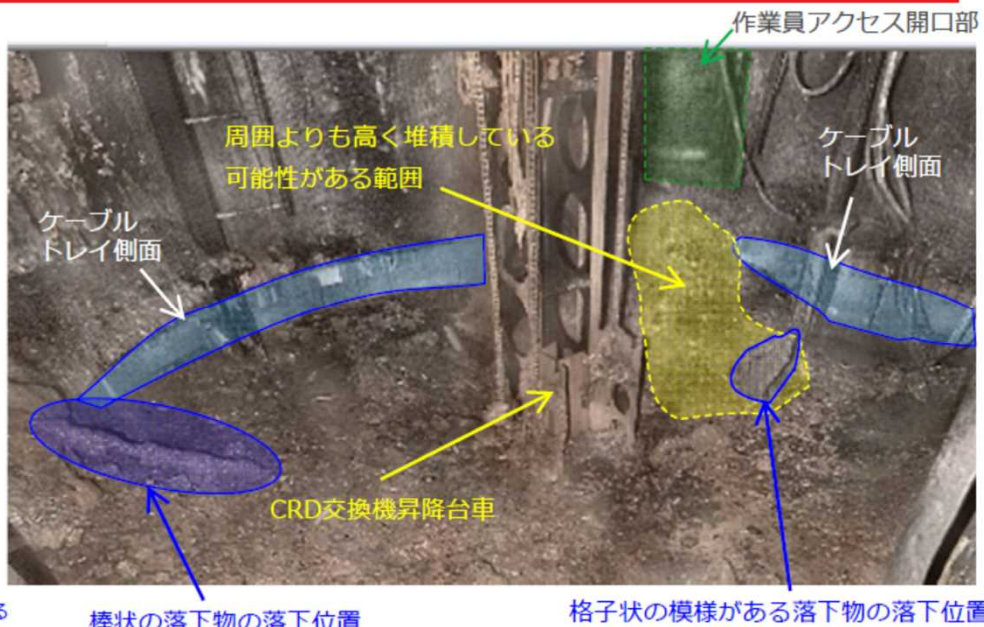 作業員アクセス開口部
周囲よりも高く堆積している
可能性がある範囲
ケーブル
トレイ側面
ケーブル
トレイ側面
CRD交換機昇降台車
る
棒状の落下物の落下位置
格子状の模様がある落下物の落下位置